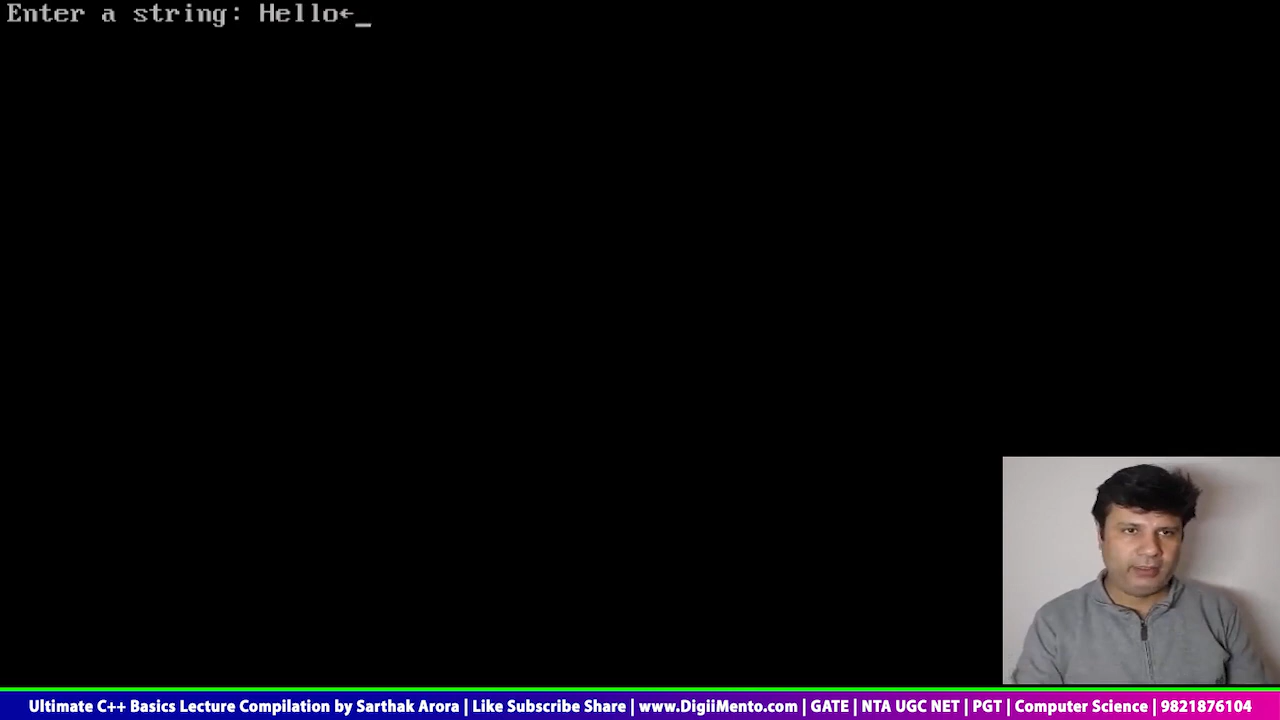 Enter a string: Hello←_
Ultimate C++ Basics Lecture Compilation by Sarthak Arora | Like Subscribe Share | www.DigiiMento.com | GATE | NTA UGC NET | PGT | Computer Science | 9821876104